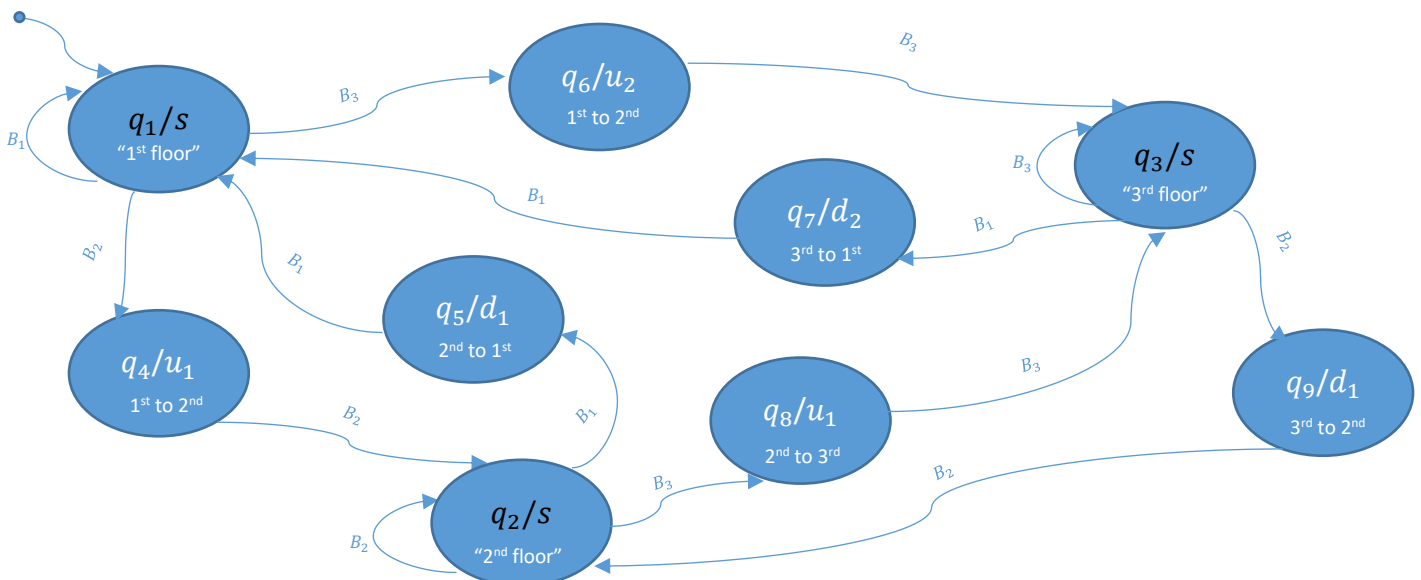 B₃
q₆/u₂
1ˢᵗ to 2ⁿᵈ
B₃
q₁/s
“1ˢᵗ floor”
B₁
B₃
q₃/s
“3ʳᵈ floor”
B₁
q₇/d₂
3ʳᵈ to 1ˢᵗ
B₁
B₂
B₂
B₁
q₅/d₁
2ⁿᵈ to 1ˢᵗ
q₄/u₁
1ˢᵗ to 2ⁿᵈ
B₃
q₈/u₁
2ⁿᵈ to 3ʳᵈ
q₉/d₁
3ʳᵈ to 2ⁿᵈ
B₂
B₁
B₃
B₂
q₂/s
“2ⁿᵈ floor”
B₂